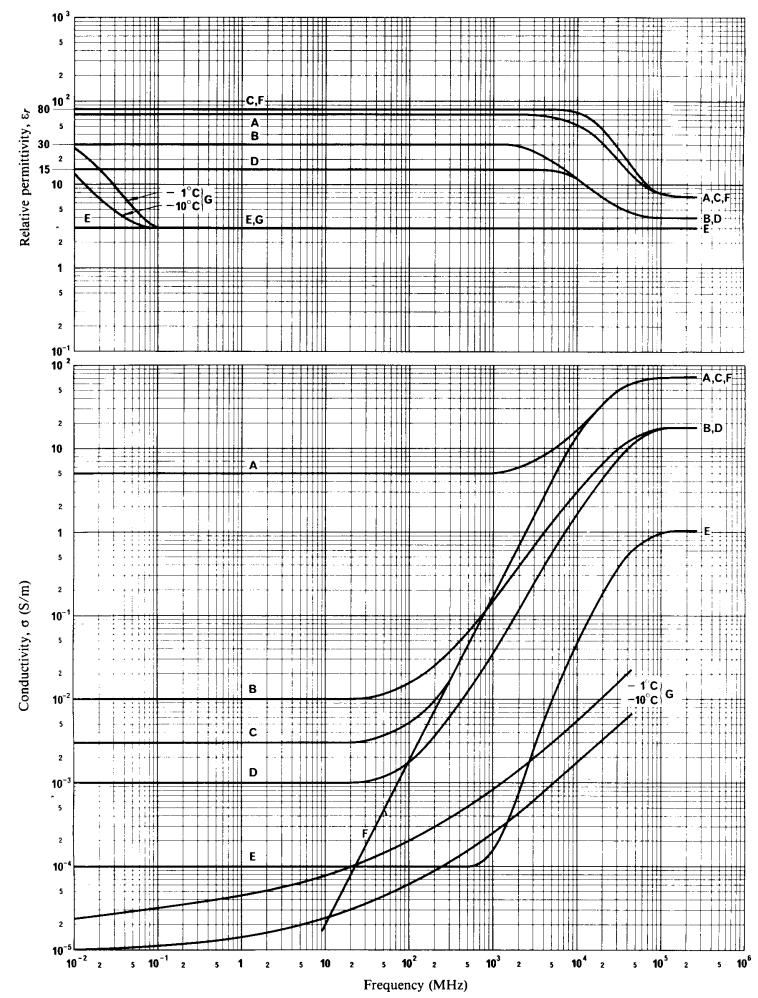 10³
5
2
C,F
10²
80
5
A
B
30
2
D
15
10
− 1°C
−10°C
G
5
A,C,F
E
E,G
B,D
E
2
1
5
2
10⁻¹
Relative permittivity, εr
10²
A,C,F
5
2
B,D
10
A
5
2
1
E
5
2
10⁻¹
5
2
− 1°C
−10°C
G
B
10⁻²
5
C
2
D
10⁻³
5
F
2
E
10⁻⁴
5
2
10⁻⁵
Conductivity, σ (S/m)
10⁻² 2 5 10⁻¹ 2 5 1 2 5 10 2 5 10² 2 5 10³ 2 5 10⁴ 2 5 10⁵ 2 5 10⁶
Frequency (MHz)